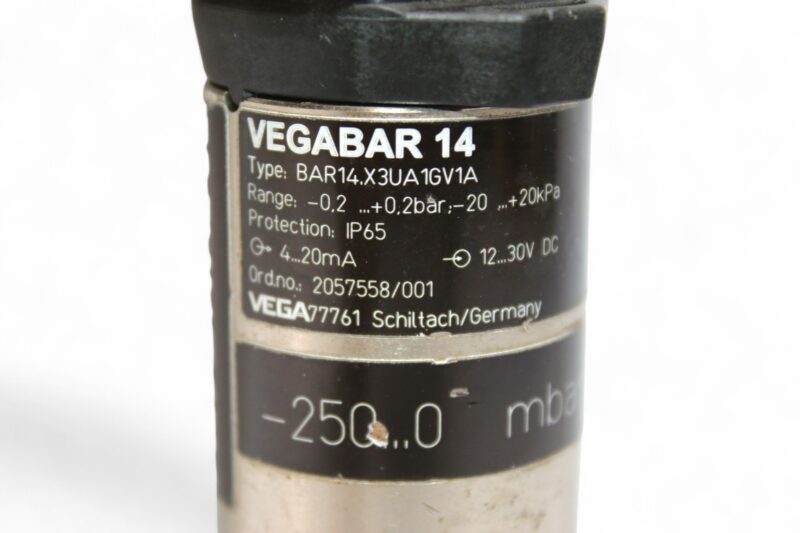 VEGABAR 14
Type: BAR14.X3UA1GV1A
Range: -0,2 ...+0,2bar;-20 ...+20kPa
Protection: IP65
4...20mA 12...30V DC
Ord.no.: 2057558/001
VEGA 77761 Schiltach/Germany
-250...0 mbar